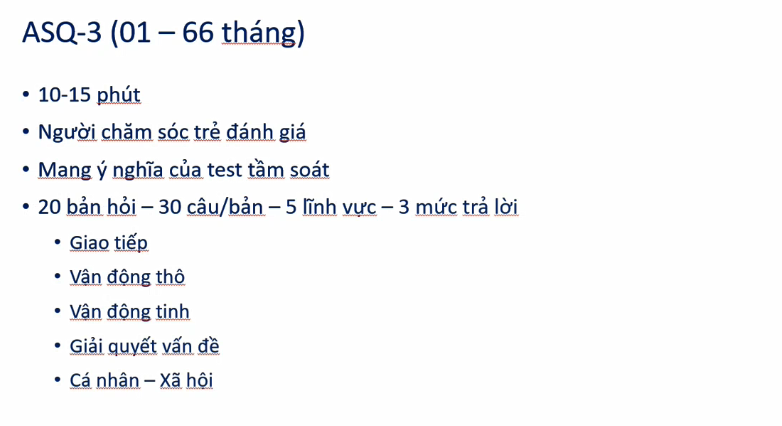 ASQ-3 (01 – 66 tháng)
• 10-15 phút
• Người chăm sóc trẻ đánh giá
• Mang ý nghĩa của test tầm soát
• 20 bản hỏi – 30 câu/bản – 5 lĩnh vực – 3 mức trả lời
• Giao tiếp
• Vận động thô
• Vận động tinh
• Giải quyết vấn đề
• Cá nhân – Xã hội